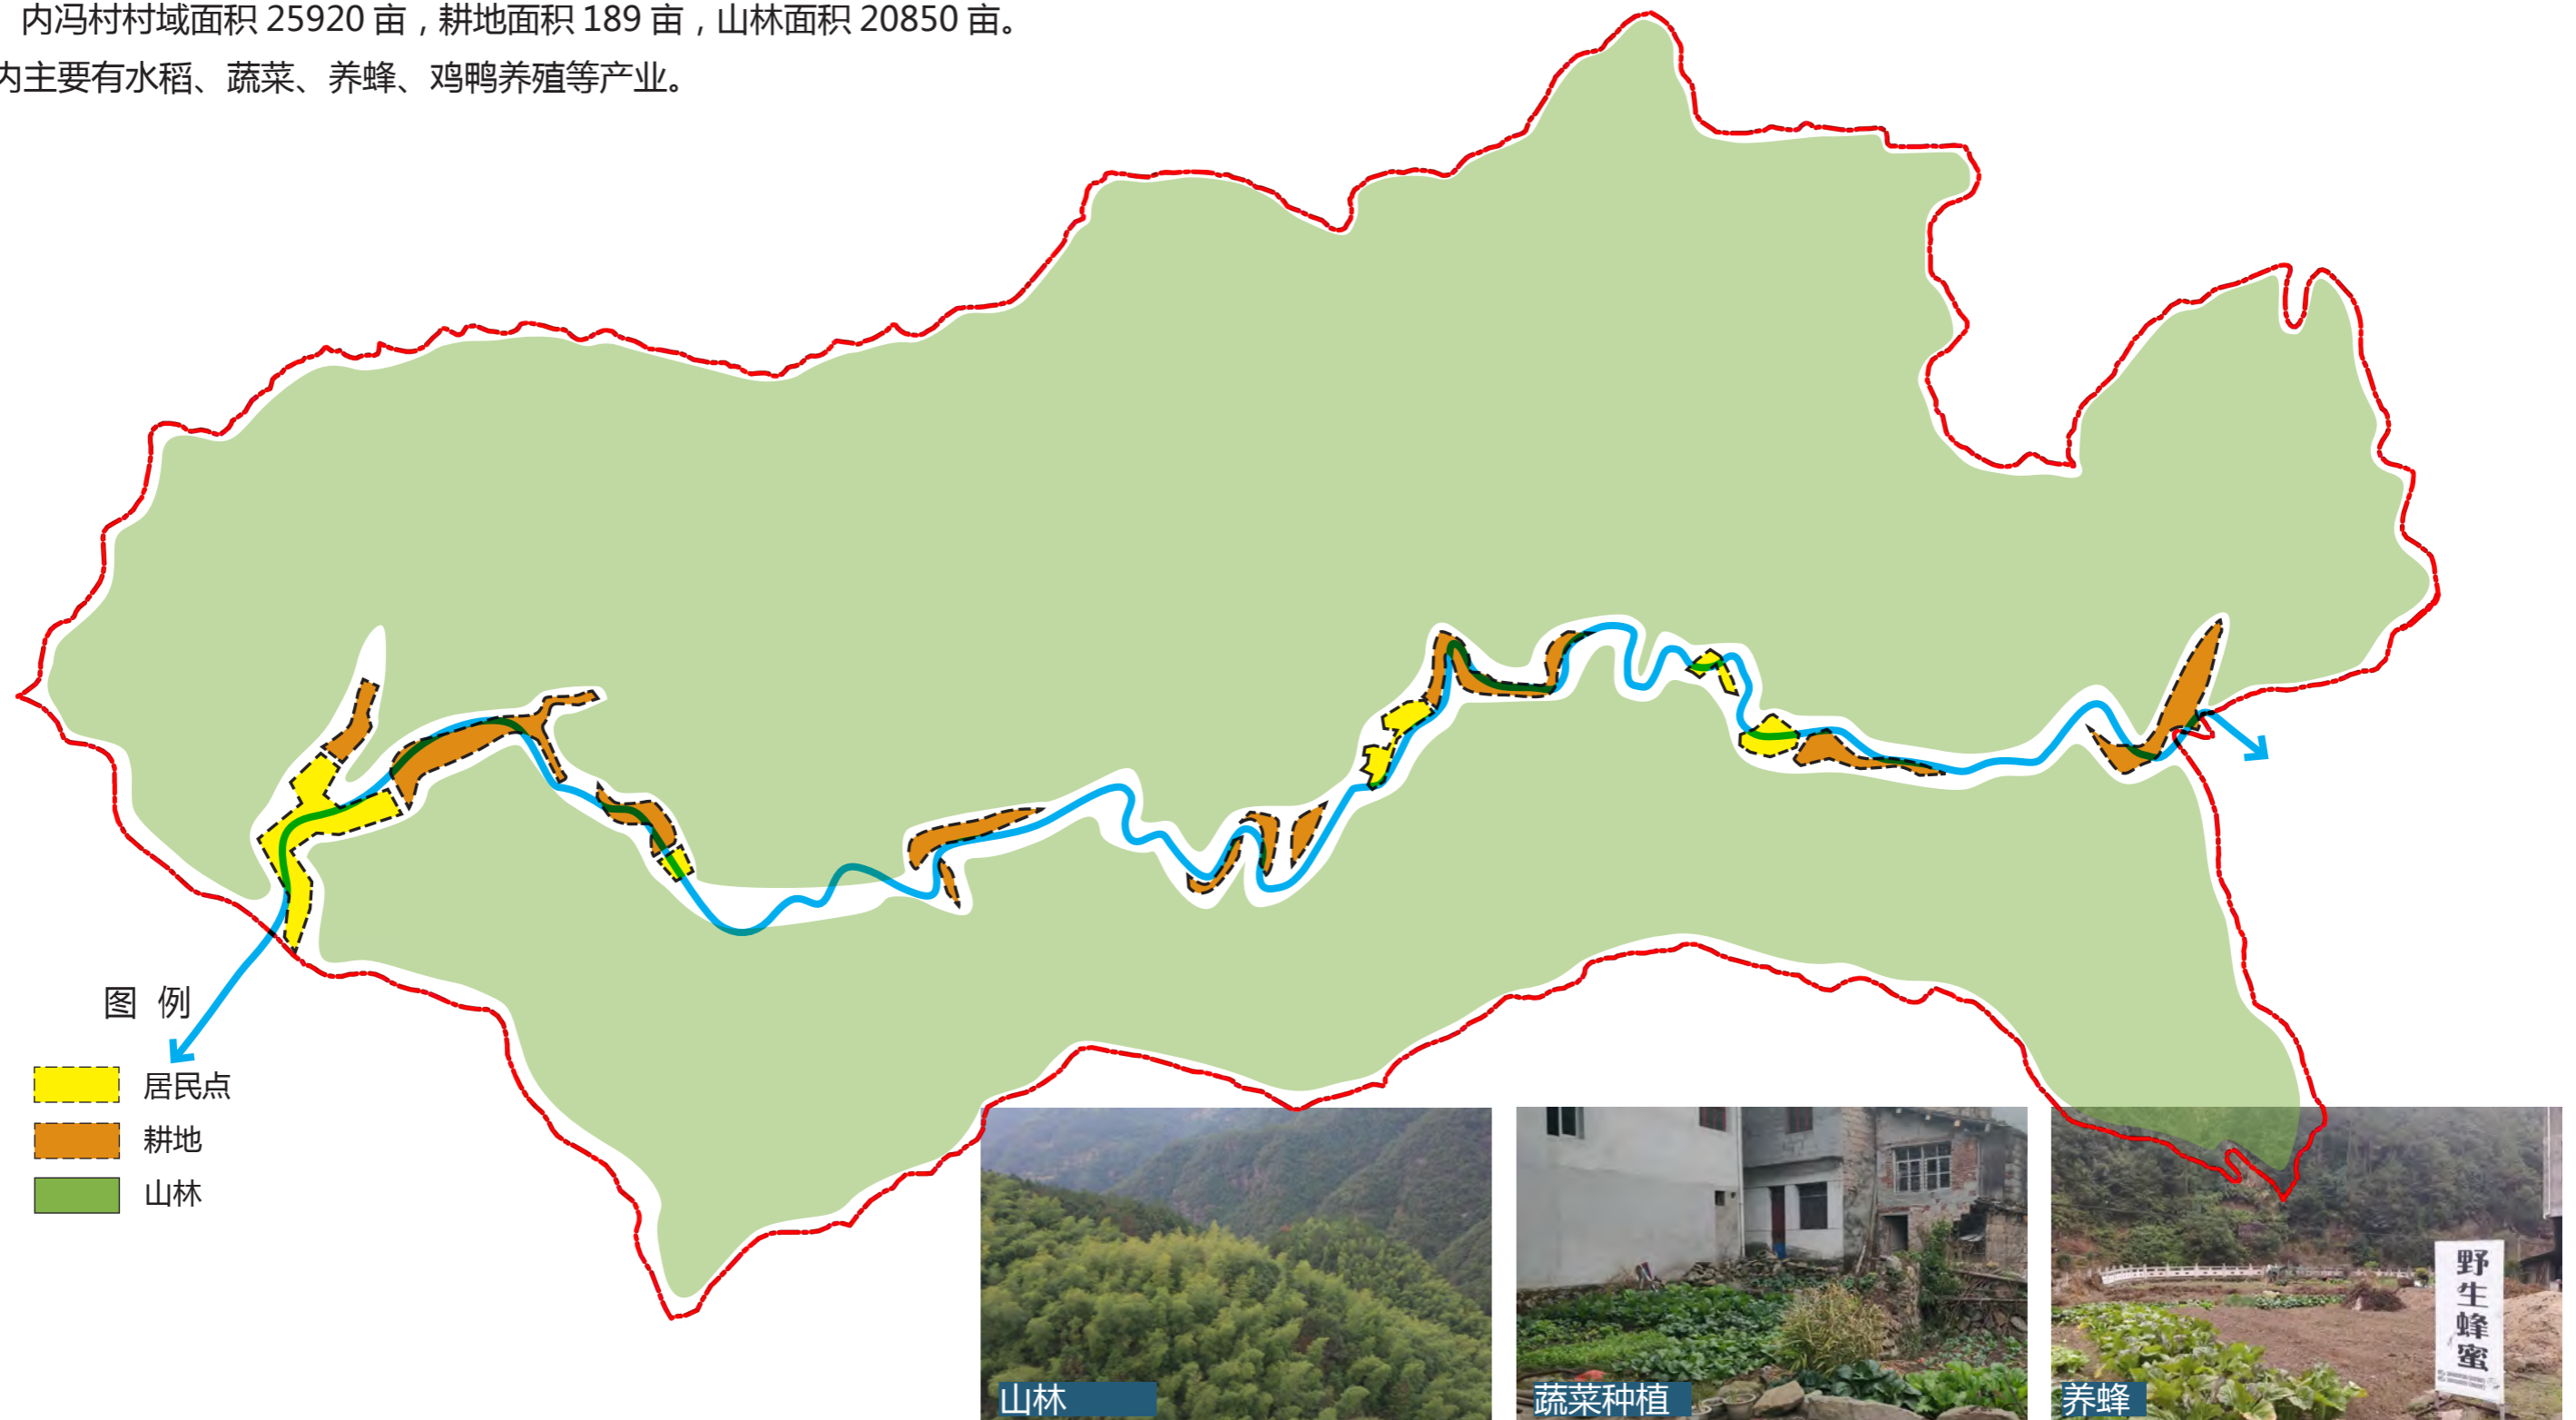 内冯村村域面积 25920 亩，耕地面积 189 亩，山林面积 20850 亩。
内主要有水稻、蔬菜、养蜂、鸡鸭养殖等产业。
图 例
居民点
耕地
山林
山林
蔬菜种植
养蜂
野生蜂蜜